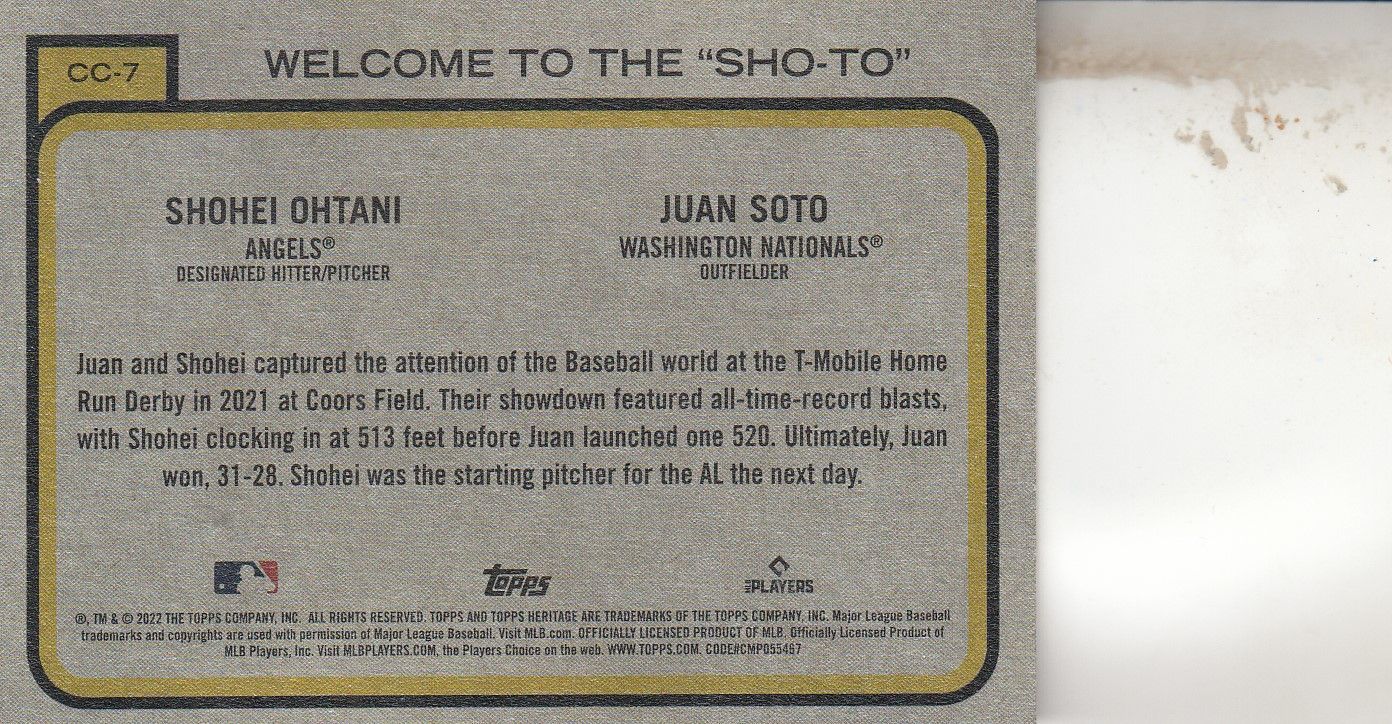 CC-7
WELCOME TO THE “SHO-TO”
SHOHEI OHTANI
ANGELS®
DESIGNATED HITTER/PITCHER
JUAN SOTO
WASHINGTON NATIONALS®
OUTFIELDER
Juan and Shohei captured the attention of the Baseball world at the T-Mobile Home
Run Derby in 2021 at Coors Field. Their showdown featured all-time-record blasts,
with Shohei clocking in at 513 feet before Juan launched one 520. Ultimately, Juan
won, 31-28. Shohei was the starting pitcher for the AL the next day.
topps
PLAYERS
®, TM & © 2022 THE TOPPS COMPANY, INC. ALL RIGHTS RESERVED. TOPPS AND TOPPS HERITAGE ARE TRADEMARKS OF THE TOPPS COMPANY, INC. Major League Baseball
trademarks and copyrights are used with permission of Major League Baseball. Visit MLB.com. OFFICIALLY LICENSED PRODUCT OF MLB. Officially Licensed Product of
MLB Players, Inc. Visit MLBPLAYERS.COM, the Players Choice on the web. WWW.TOPPS.COM. CODE#CMP055467